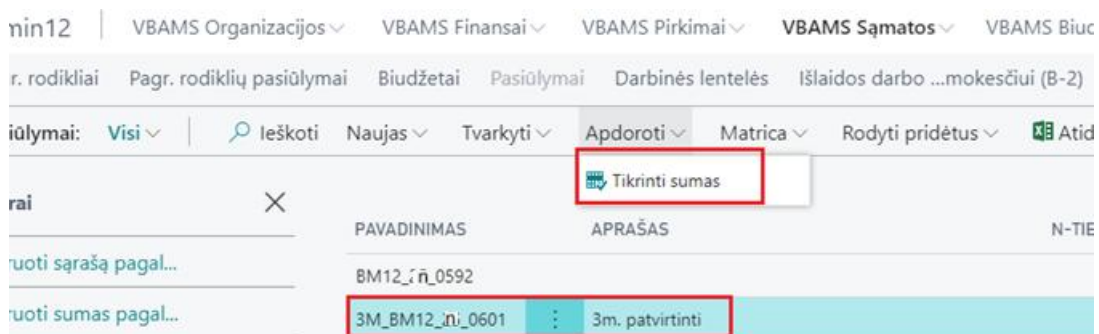 min12 VBAMS Organizacijos VBAMS Finansai VBAMS Pirkimai VBAMS Sąmatos VBAMS Biud
r. rodikliai Pagr. rodiklių pasiūlymai Biudžetai Pasiūlymai Darbinės lentelės Išlaidos darbo ...mokesčiui (B-2)
iūlymai: Visi Ieškoti Naujas Tvarkyti Apdoroti Matrica Rodyti pridėtus Atid
Tikrinti sumas
rai
PAVADINIMAS APRAŠAS N-TIE
ruoti sąrašą pagal...
BM12_ _0592
ruoti sumas pagal...
3M_BM12_ _0601 3m. patvirtinti